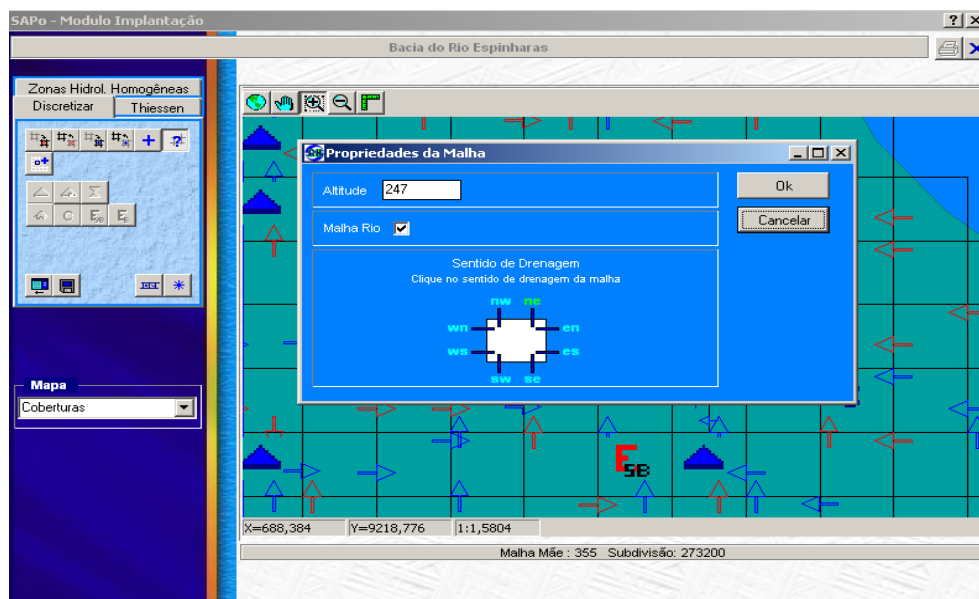 SAPo - Modulo Implantação
Bacia do Rio Espinharas
Zonas Hidrol. Homogêneas
Discretizar Thiessen
C
Mapa
Coberturas
Propriedades da Malha
Altitude 247
Ok
Malha Rio
Cancelar
Sentido de Drenagem
Clique no sentido de drenagem da malha
nw ne
wn en
ws es
sw se
ESB
X=688,384 Y=9218,776 1:1,5804
Malha Mãe : 355 Subdivisão: 273200